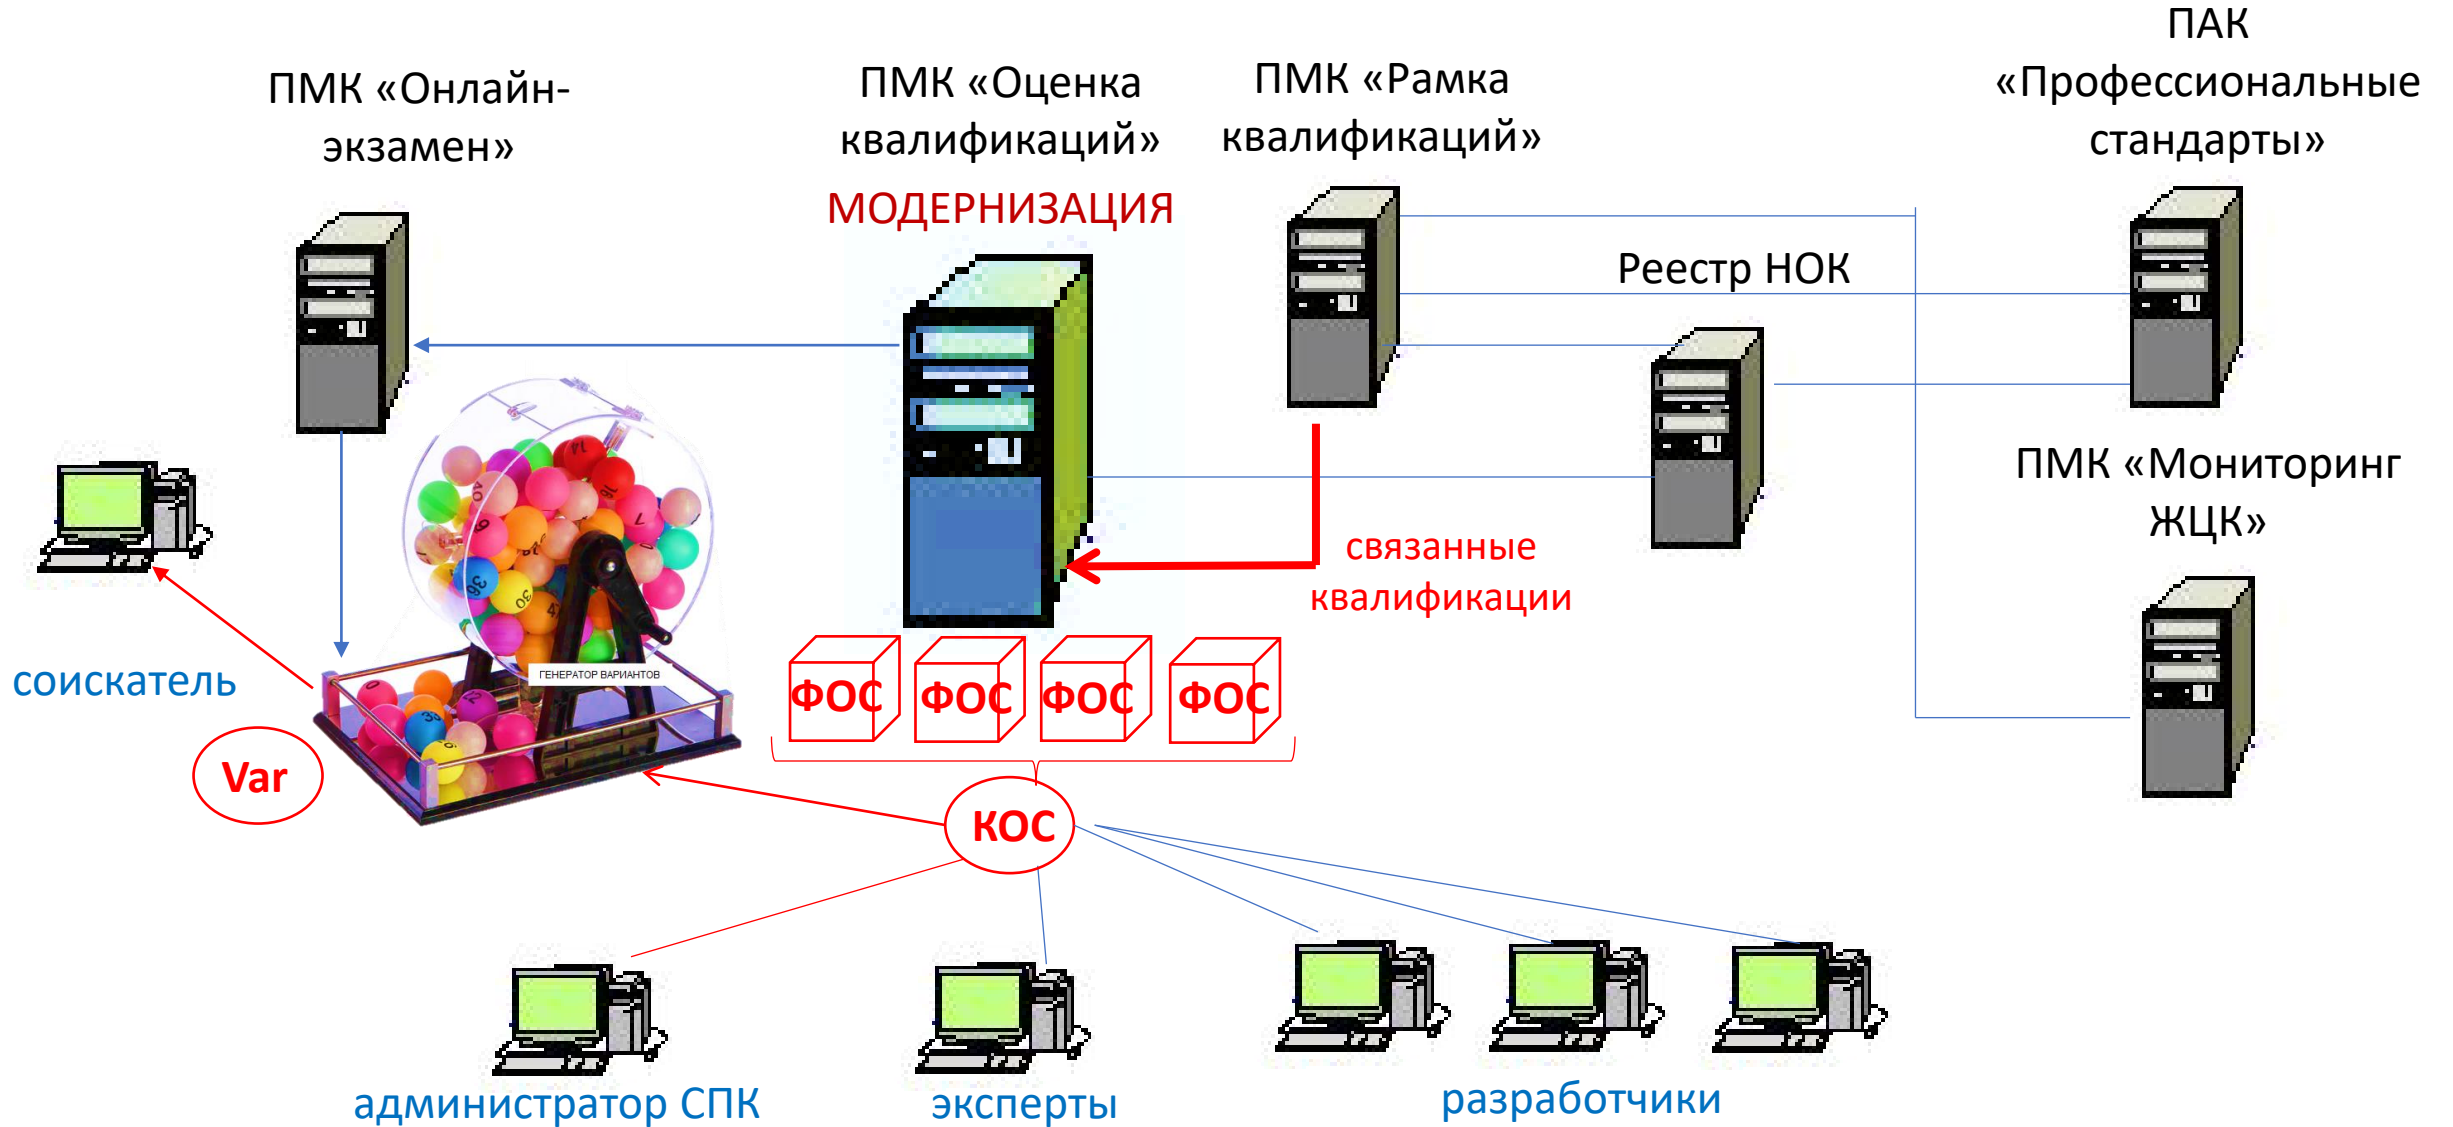 ПАК
«Профессиональные
стандарты»
ПМК «Онлайн-
экзамен»
ПМК «Оценка
квалификаций»
МОДЕРНИЗАЦИЯ
ПМК «Рамка
квалификаций»
Реестр НОК
ПМК «Мониторинг
ЖЦК»
связанные
квалификации
соискатель
ГЕНЕРАТОР ВАРИАНТОВ
ФОС
ФОС
ФОС
ФОС
Var
КОС
администратор СПК
эксперты
разработчики